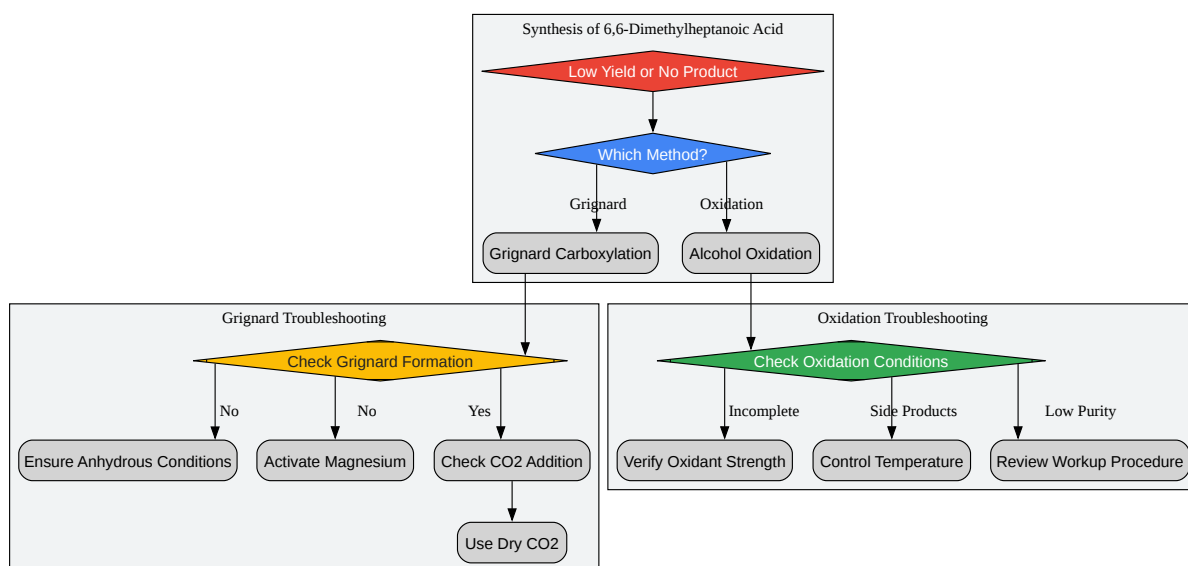 Synthesis of 6,6-Dimethylheptanoic Acid
Low Yield or No Product
Which Method?
Grignard
Oxidation
Grignard Carboxylation
Alcohol Oxidation
Grignard Troubleshooting
Check Grignard Formation
No
No
Yes
Ensure Anhydrous Conditions
Activate Magnesium
Check CO2 Addition
Use Dry CO2
Oxidation Troubleshooting
Check Oxidation Conditions
Incomplete
Side Products
Low Purity
Verify Oxidant Strength
Control Temperature
Review Workup Procedure